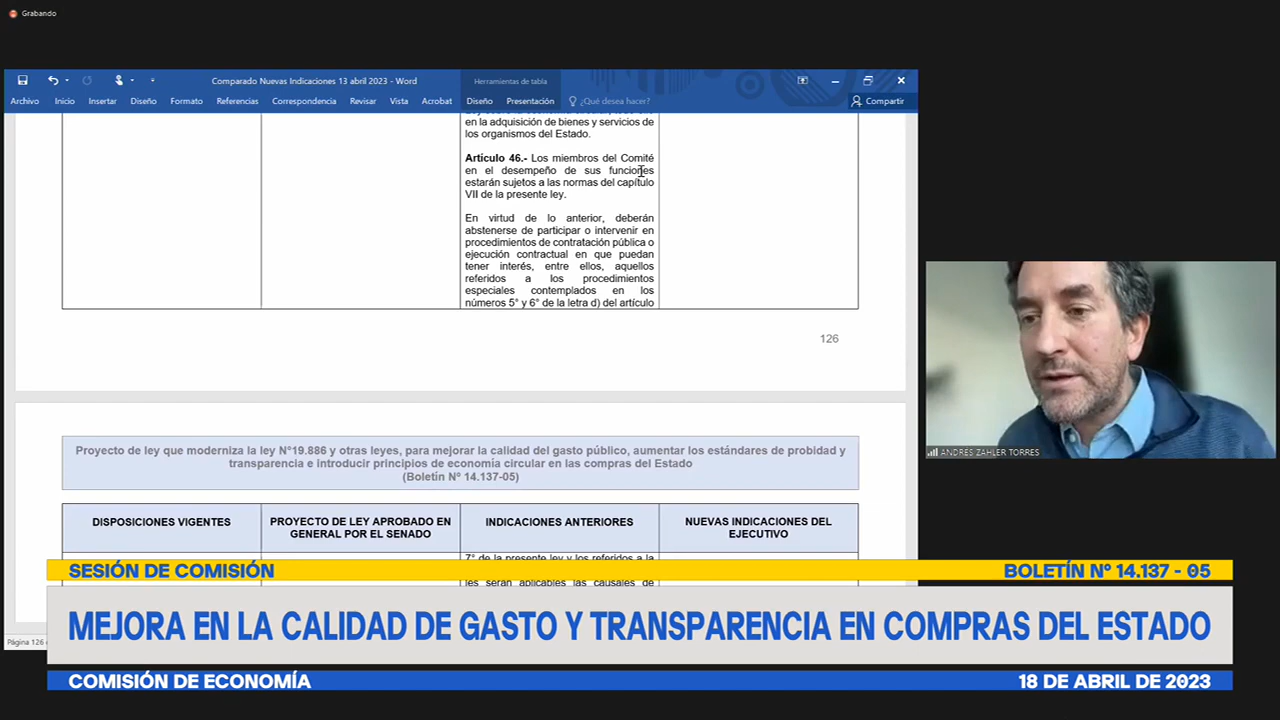 Grabando
Comparado Nuevas Indicaciones 13 abril 2023 - Word
Herramientas de tabla
Archivo Inicio Insertar Diseño Formato Referencias Correspondencia Revisar Vista Acrobat Diseño Presentación ¿Qué desea hacer? Compartir
en la adquisición de bienes y servicios de
los organismos del Estado.
Artículo 46.- Los miembros del Comité
en el desempeño de sus funciones
estarán sujetos a las normas del capítulo
VII de la presente ley.
En virtud de lo anterior, deberán
abstenerse de participar o intervenir en
procedimientos de contratación pública o
ejecución contractual en que puedan
tener interés, entre ellos, aquellos
referidos a los procedimientos
especiales contemplados en los
números 5° y 6° de la letra d) del artículo
126
Proyecto de ley que moderniza la ley N°19.886 y otras leyes, para mejorar la calidad del gasto público, aumentar los estándares de probidad y
transparencia e introducir principios de economía circular en las compras del Estado
(Boletín Nº 14.137-05)
DISPOSICIONES VIGENTES
PROYECTO DE LEY APROBADO EN
GENERAL POR EL SENADO
INDICACIONES ANTERIORES
NUEVAS INDICACIONES DEL
EJECUTIVO
7° de la presente ley y los referidos a la
les serán aplicables las causales de
Página 126
ANDRES ZAHLER TORRES
SESIÓN DE COMISIÓN
BOLETÍN Nº 14.137 - 05
MEJORA EN LA CALIDAD DE GASTO Y TRANSPARENCIA EN COMPRAS DEL ESTADO
COMISIÓN DE ECONOMÍA
18 DE ABRIL DE 2023